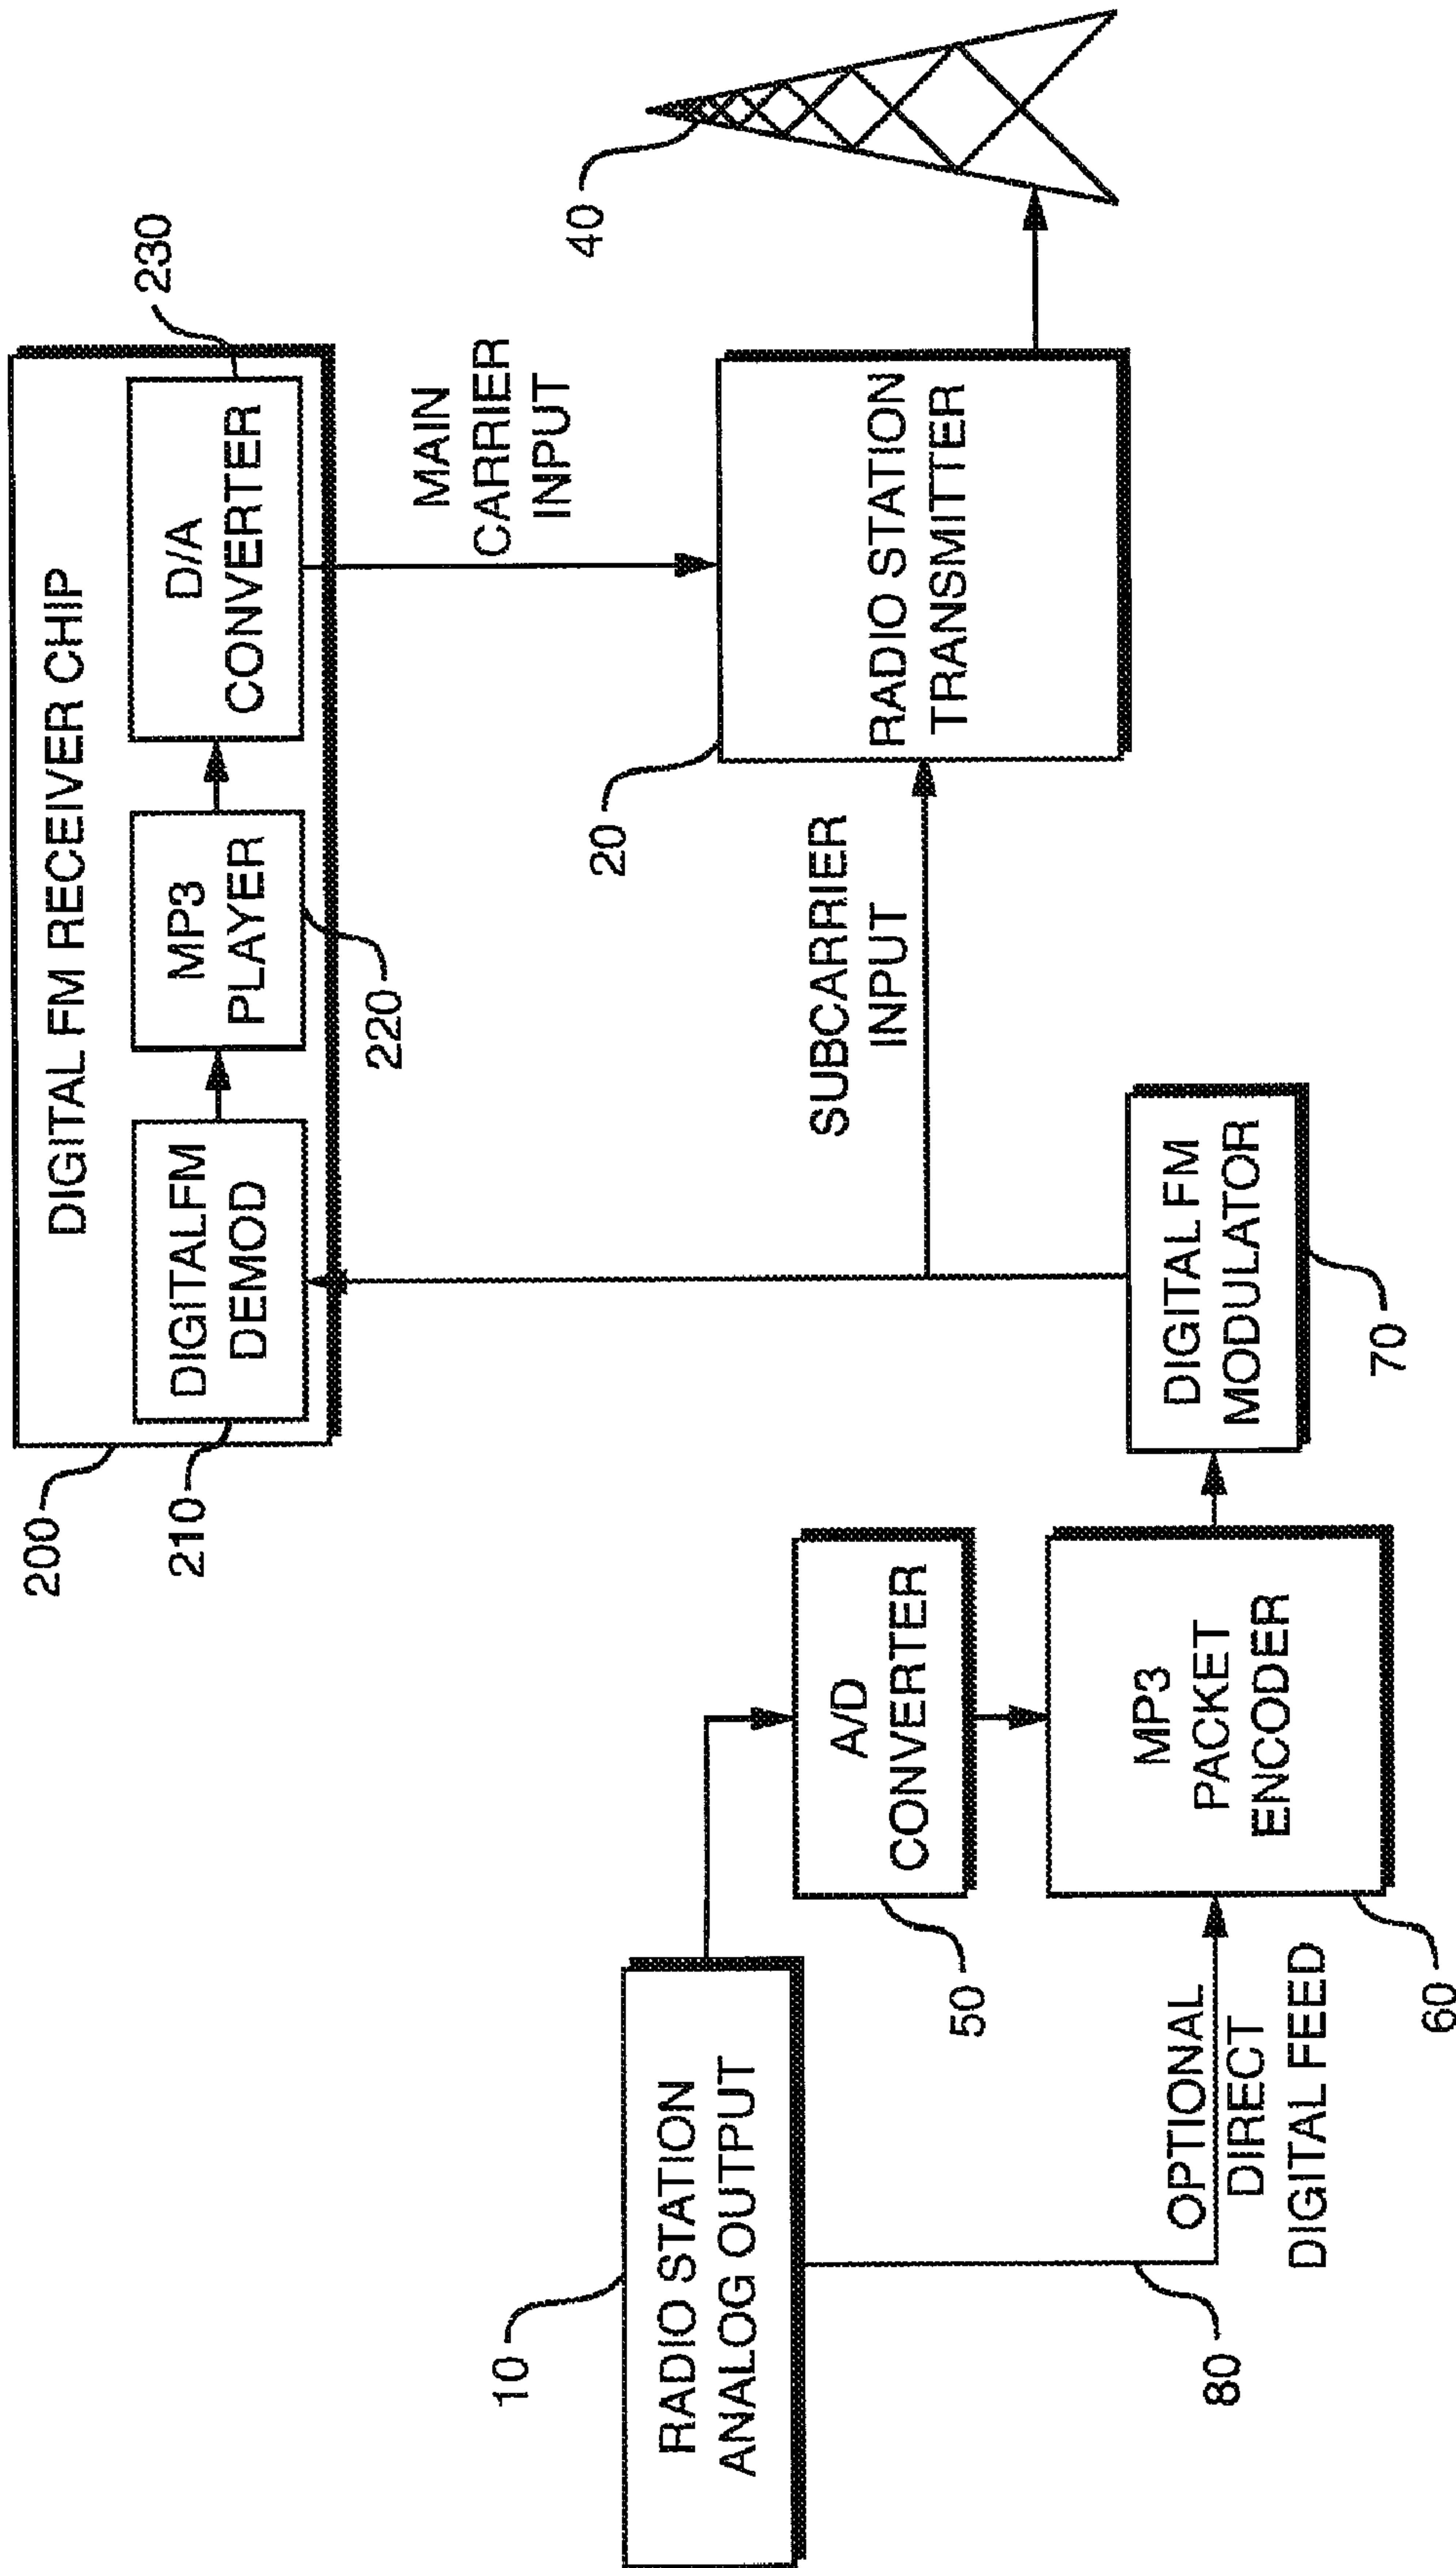 DIGITAL FM RECEIVER CHIP
200
210
DIGITALFM
DEMOD
MP3
PLAYER
220
D/A
CONVERTER
230
MAIN
CARRIER
INPUT
40
10
RADIO STATION
ANALOG OUTPUT
20
RADIO STATION
TRANSMITTER
SUBCARRIER
INPUT
A/D
CONVERTER
50
80
OPTIONAL
DIRECT
DIGITAL FEED
MP3
PACKET
ENCODER
60
DIGITAL FM
MODULATOR
70